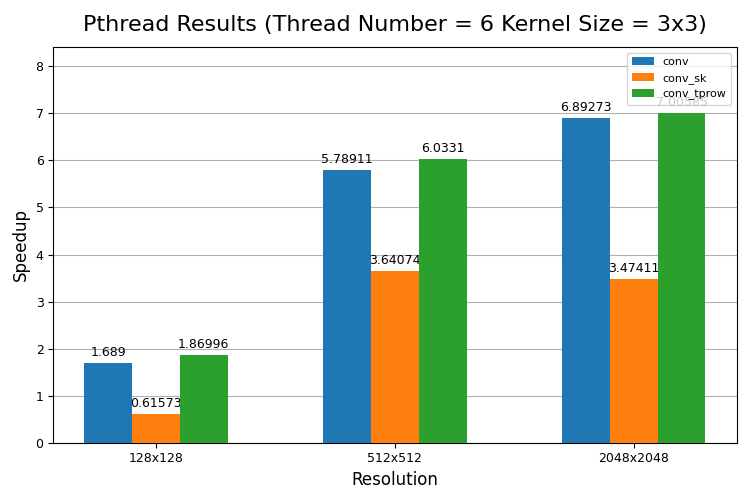 Pthread Results (Thread Number = 6 Kernel Size = 3x3)
conv
conv_sk
conv_tprow
8
7
6
5
4
3
2
1
0
Speedup
1.689
0.61573
1.86996
5.78911
3.64074
6.0331
6.89273
3.47411
7.00585
128x128
512x512
2048x2048
Resolution